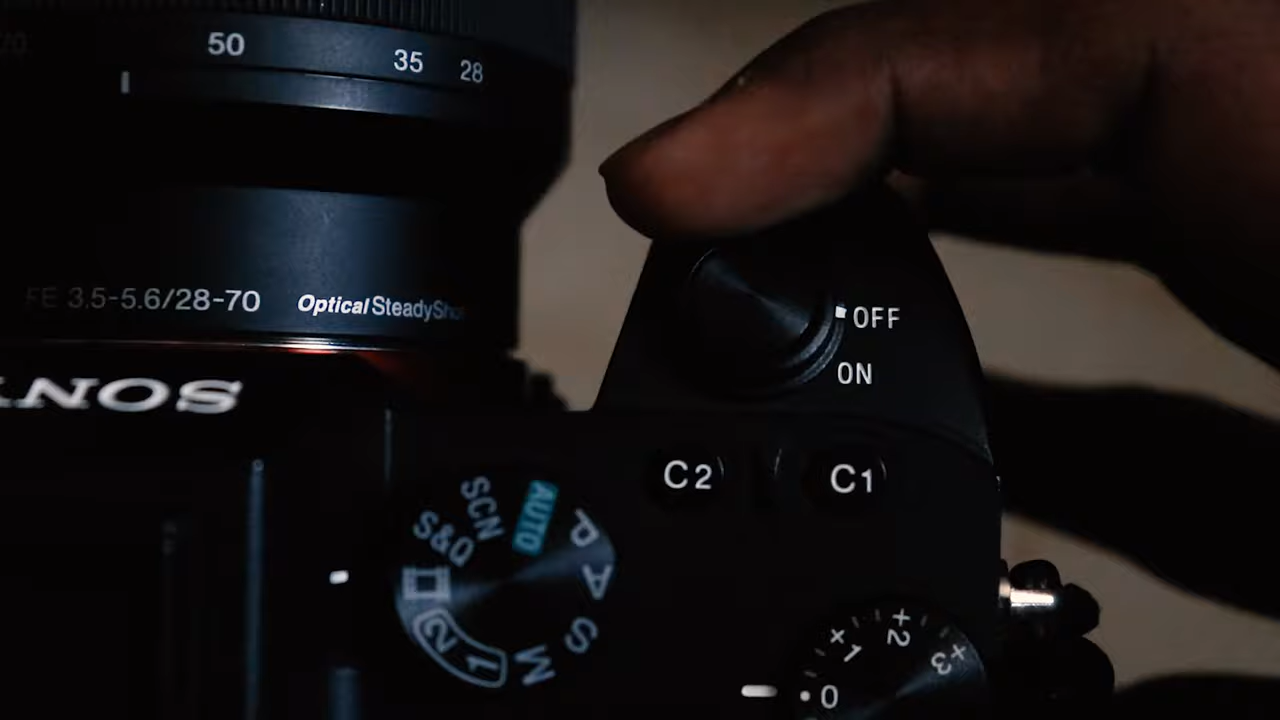 50 35 28
FE 3.5-5.6/28-70 Optical SteadySho
OFF
ON
SONY
C2 C1
AUTO
SCN
S&Q
P
A
S
M
2
1
+1
+2
+3
0